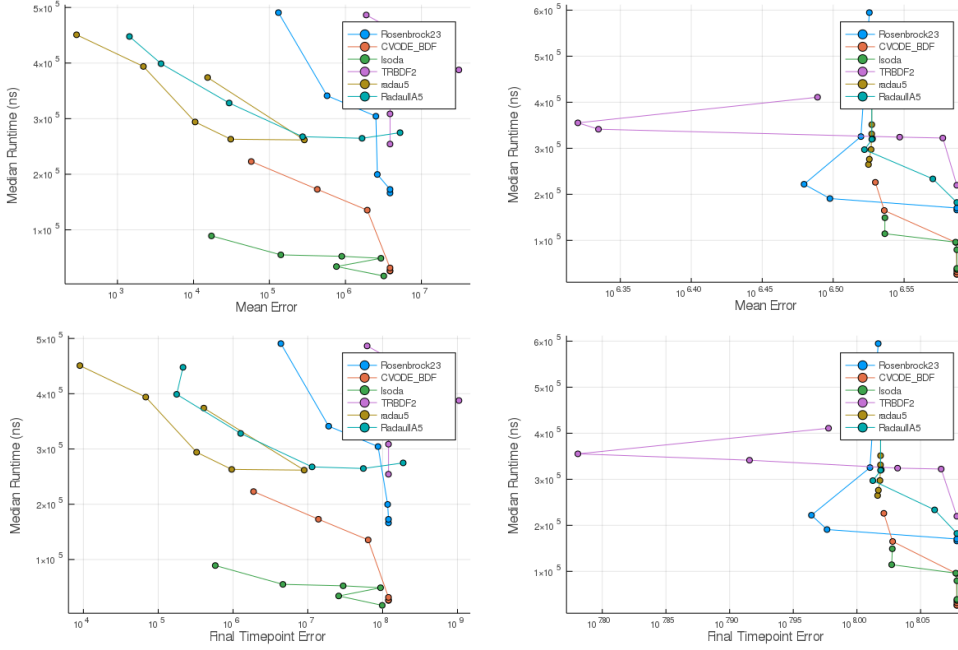 5×10 5
4×10 5
3×10 5
2×10 5
1×10 5
Median Runtime (ns)
10 3
10 4
10 5
10 6
10 7
Mean Error
Rosenbrock23
CVODE_BDF
lsoda
TRBDF2
radau5
RadauIIA5
6×10 5
5×10 5
4×10 5
3×10 5
2×10 5
1×10 5
Median Runtime (ns)
10 6.35
10 6.40
10 6.45
10 6.50
10 6.55
Mean Error
Rosenbrock23
CVODE_BDF
lsoda
TRBDF2
radau5
RadauIIA5
5×10 5
4×10 5
3×10 5
2×10 5
1×10 5
Median Runtime (ns)
10 4
10 5
10 6
10 7
10 8
10 9
Final Timepoint Error
Rosenbrock23
CVODE_BDF
lsoda
TRBDF2
radau5
RadauIIA5
6×10 5
5×10 5
4×10 5
3×10 5
2×10 5
1×10 5
Median Runtime (ns)
10 7.980
10 7.985
10 7.990
10 7.995
10 8.000
10 8.005
Final Timepoint Error
Rosenbrock23
CVODE_BDF
lsoda
TRBDF2
radau5
RadauIIA5